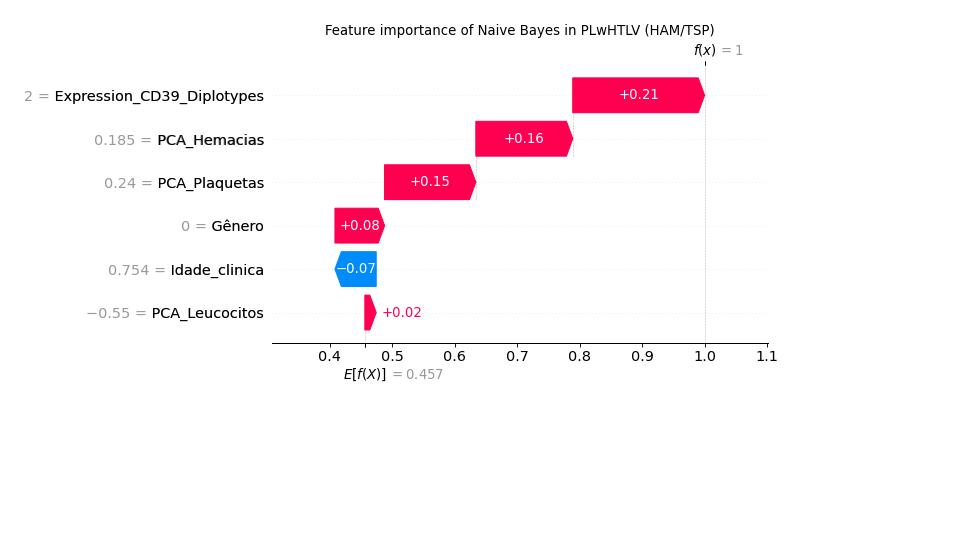 Feature importance of Naive Bayes in PLwHTLV (HAM/TSP)
f(x) = 1
2 = Expression_CD39_Diplotypes
+0.21
0.185 = PCA_Hemacias
+0.16
0.24 = PCA_Plaquetas
+0.15
0 = Gênero
+0.08
0.754 = Idade_clinica
−0.07
−0.55 = PCA_Leucocitos
+0.02
0.4 0.5 0.6 0.7 0.8 0.9 1.0 1.1
E[f(X)] = 0.457